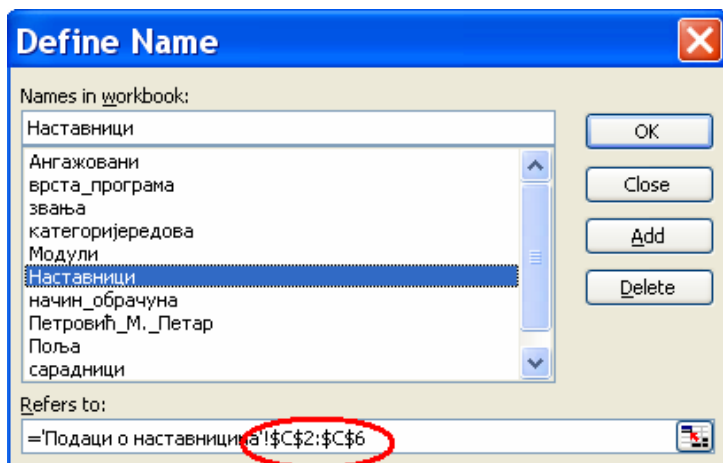 Define Name
Names in workbook:
Наставници
OK
Ангажовани
врста_програма
звања
Close
категоријередова
Add
Модули
Наставници
Delete
начин_обрачуна
Петровић_М._Петар
Поља
сарадници
Refers to:
='Подаци о наставницима'!$C$2:$C$6